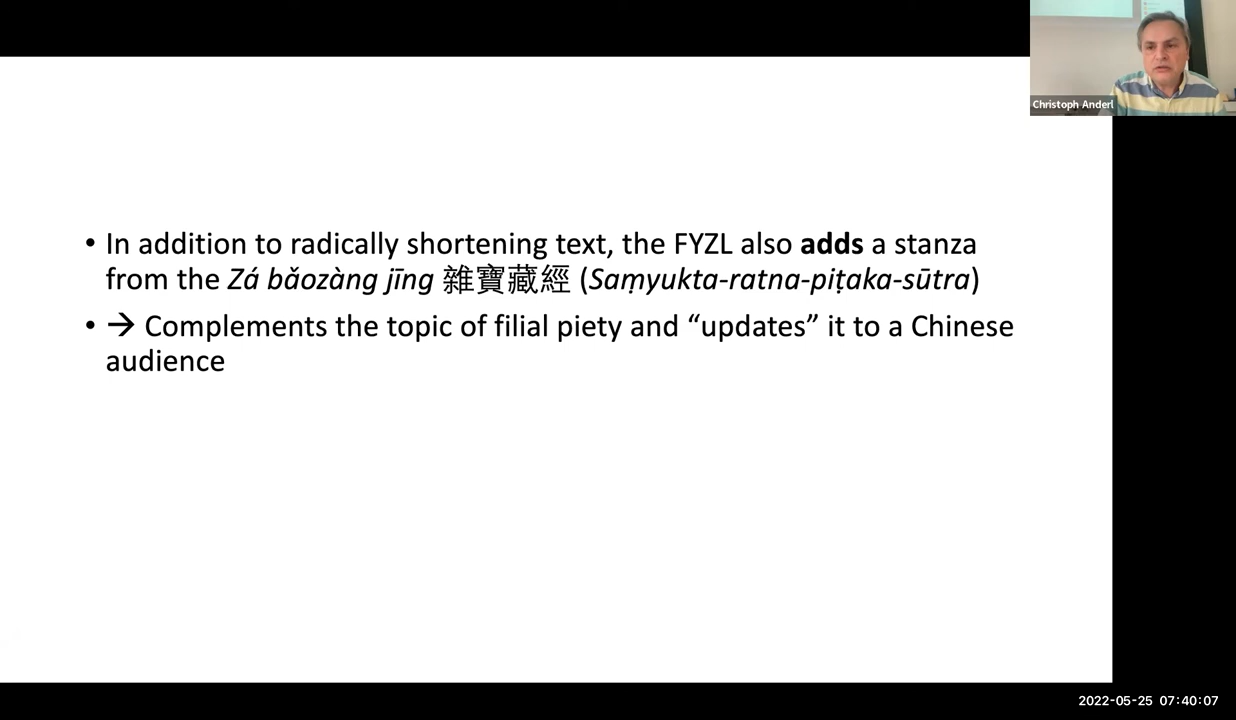 Christoph Anderl
• In addition to radically shortening text, the FYZL also adds a stanza
from the Zá bǎozàng jīng 雜寶藏經 (Saṃyukta-ratna-piṭaka-sūtra)
• → Complements the topic of filial piety and “updates” it to a Chinese
audience
2022-05-25 07:40:07